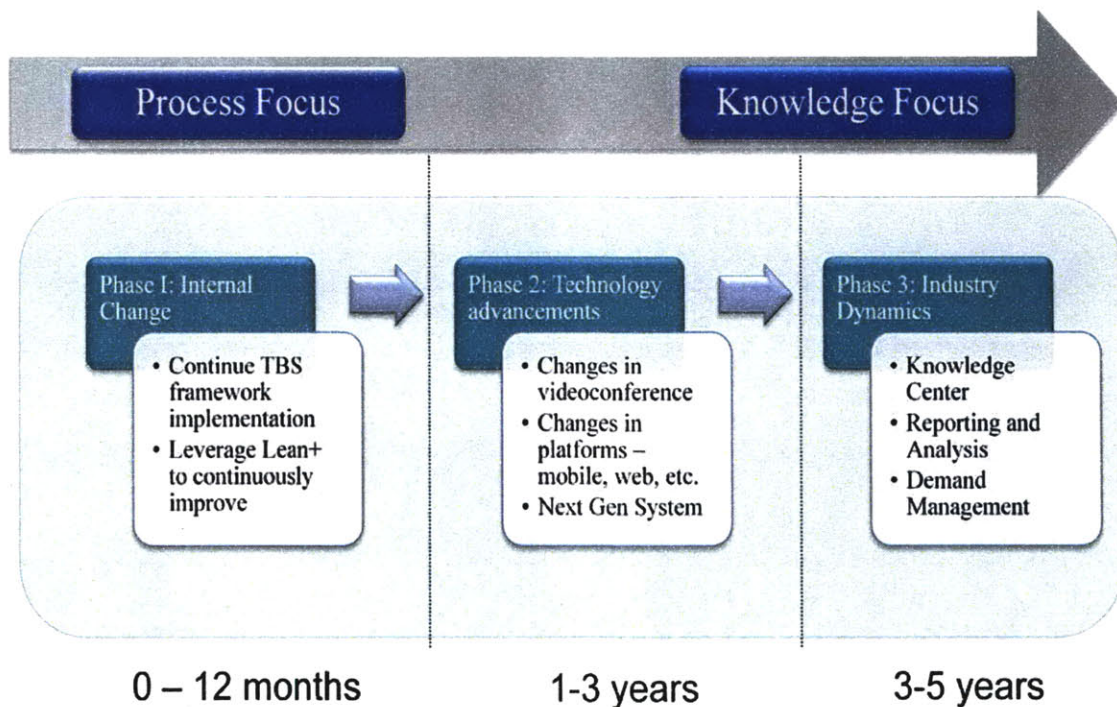 Process Focus
Knowledge Focus
Phase I: Internal
Change
• Continue TBS
framework
implementation
• Leverage Lean+
to continuously
improve
Phase 2: Technology
advancements
• Changes in
videoconference
• Changes in
platforms –
mobile, web, etc.
• Next Gen System
Phase 3: Industry
Dynamics
• Knowledge
Center
• Reporting and
Analysis
• Demand
Management
0 – 12 months
1-3 years
3-5 years